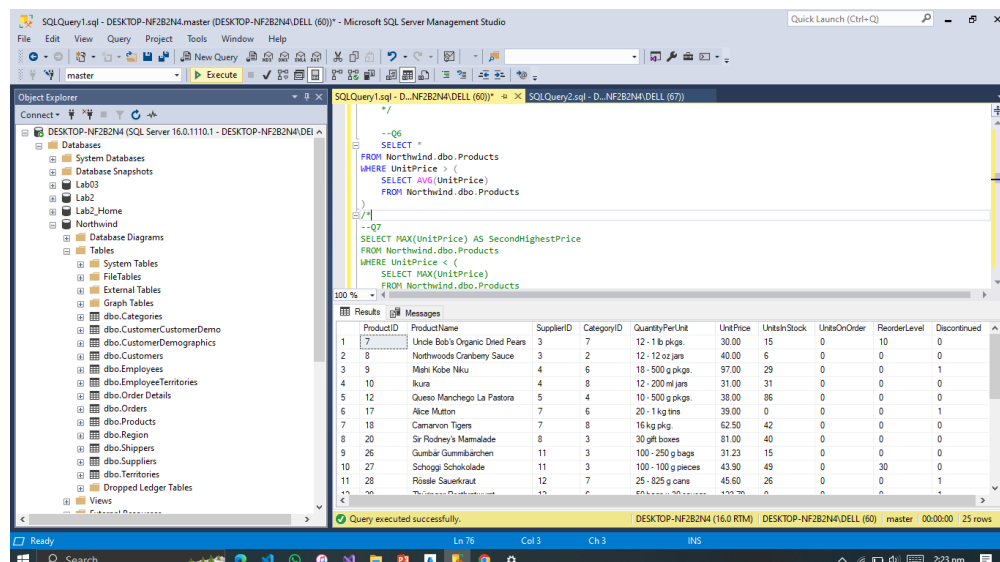 SQLQuery1.sql - DESKTOP-NF2B2N4.master (DESKTOP-NF2B2N4\DELL (60))* - Microsoft SQL Server Management Studio
Quick Launch (Ctrl+Q)
File Edit View Query Project Tools Window Help
New Query
master Execute
Object Explorer
SQLQuery1.sql - D...NF2B2N4\DELL (60))* SQLQuery2.sql - D...NF2B2N4\DELL (67))
Connect
DESKTOP-NF2B2N4 (SQL Server 16.0.1110.1 - DESKTOP-NF2B2N4\DEL
Databases
System Databases
Database Snapshots
Lab03
Lab2
Lab2_Home
Northwind
Database Diagrams
Tables
System Tables
FileTables
External Tables
Graph Tables
dbo.Categories
dbo.CustomerCustomerDemo
dbo.CustomerDemographics
dbo.Customers
dbo.Employees
dbo.EmployeeTerritories
dbo.Order Details
dbo.Orders
dbo.Products
dbo.Region
dbo.Shippers
dbo.Suppliers
dbo.Territories
Dropped Ledger Tables
Views
*/
--Q6
SELECT *
FROM Northwind.dbo.Products
WHERE UnitPrice > (
SELECT AVG(UnitPrice)
FROM Northwind.dbo.Products
)
/*
--Q7
SELECT MAX(UnitPrice) AS SecondHighestPrice
FROM Northwind.dbo.Products
WHERE UnitPrice < (
SELECT MAX(UnitPrice)
FROM Northwind.dbo.Products
100 %
Results Messages
ProductID ProductName SupplierID CategoryID QuantityPerUnit UnitPrice UnitsInStock UnitsOnOrder ReorderLevel Discontinued
1 7 Uncle Bob's Organic Dried Pears 3 7 12 - 1 lb pkgs. 30.00 15 0 10 0
2 8 Northwoods Cranberry Sauce 3 2 12 - 12 oz jars 40.00 6 0 0 0
3 9 Mishi Kobe Niku 4 6 18 - 500 g pkgs. 97.00 29 0 0 1
4 10 Ikura 4 8 12 - 200 ml jars 31.00 31 0 0 0
5 12 Queso Manchego La Pastora 5 4 10 - 500 g pkgs. 38.00 86 0 0 0
6 17 Alice Mutton 7 6 20 - 1 kg tins 39.00 0 0 0 1
7 18 Carnarvon Tigers 7 8 16 kg pkg. 62.50 42 0 0 0
8 20 Sir Rodney's Marmalade 8 3 30 gift boxes 81.00 40 0 0 0
9 26 Gumbär Gummibärchen 11 3 100 - 250 g bags 31.23 15 0 0 0
10 27 Schoggi Schokolade 11 3 100 - 100 g pieces 43.90 49 0 30 0
11 28 Rössle Sauerkraut 12 7 25 - 825 g cans 45.60 26 0 0 1
Query executed successfully. DESKTOP-NF2B2N4 (16.0 RTM) DESKTOP-NF2B2N4\DELL (60) master 00:00:00 25 rows
Ready Ln 76 Col 3 Ch 3 INS
Search 2:23 pm